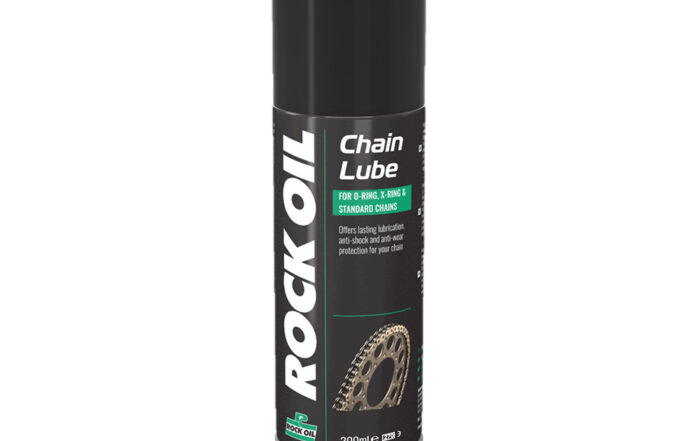 ROCK OIL
Chain
Lube
FOR O-RING, X-RING &
STANDARD CHAINS
Offers lasting lubrication,
anti-shock and anti-wear
protection for your chain
ROCK OIL
200ml e